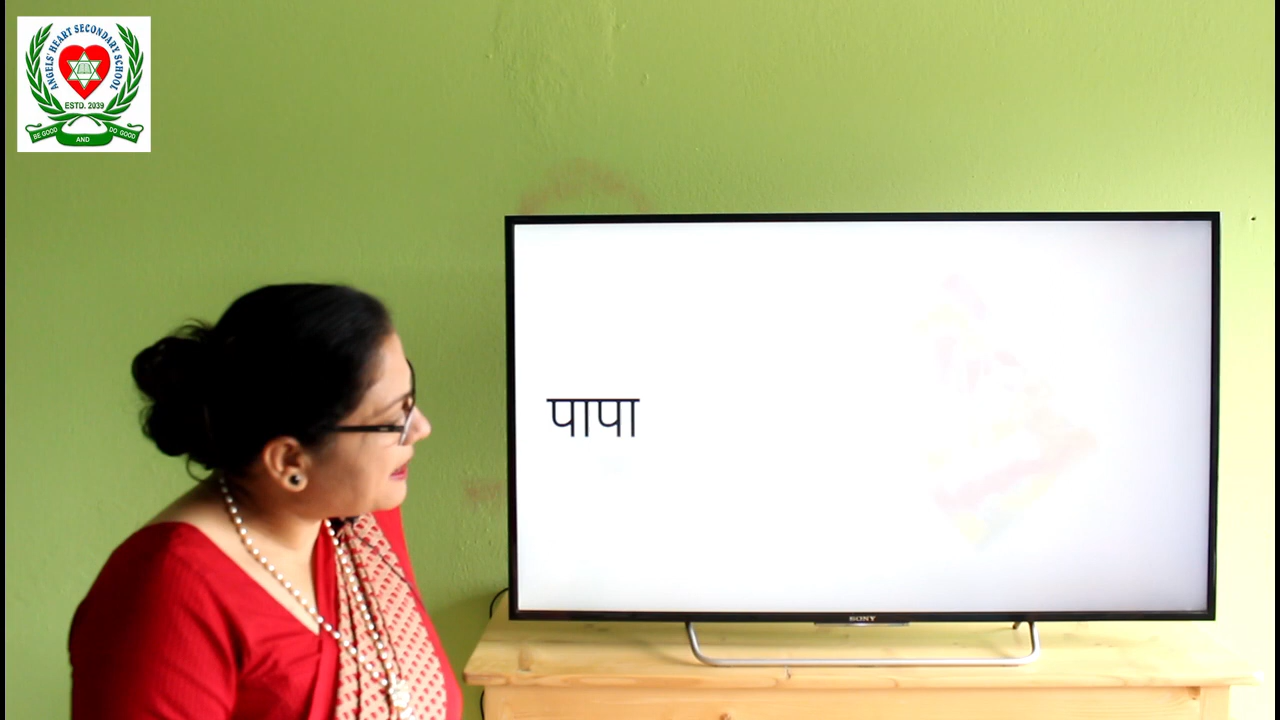 ANGELS' HEART SECONDARY SCHOOL
ESTD. 2039
BE GOOD AND DO GOOD
पापा
SONY